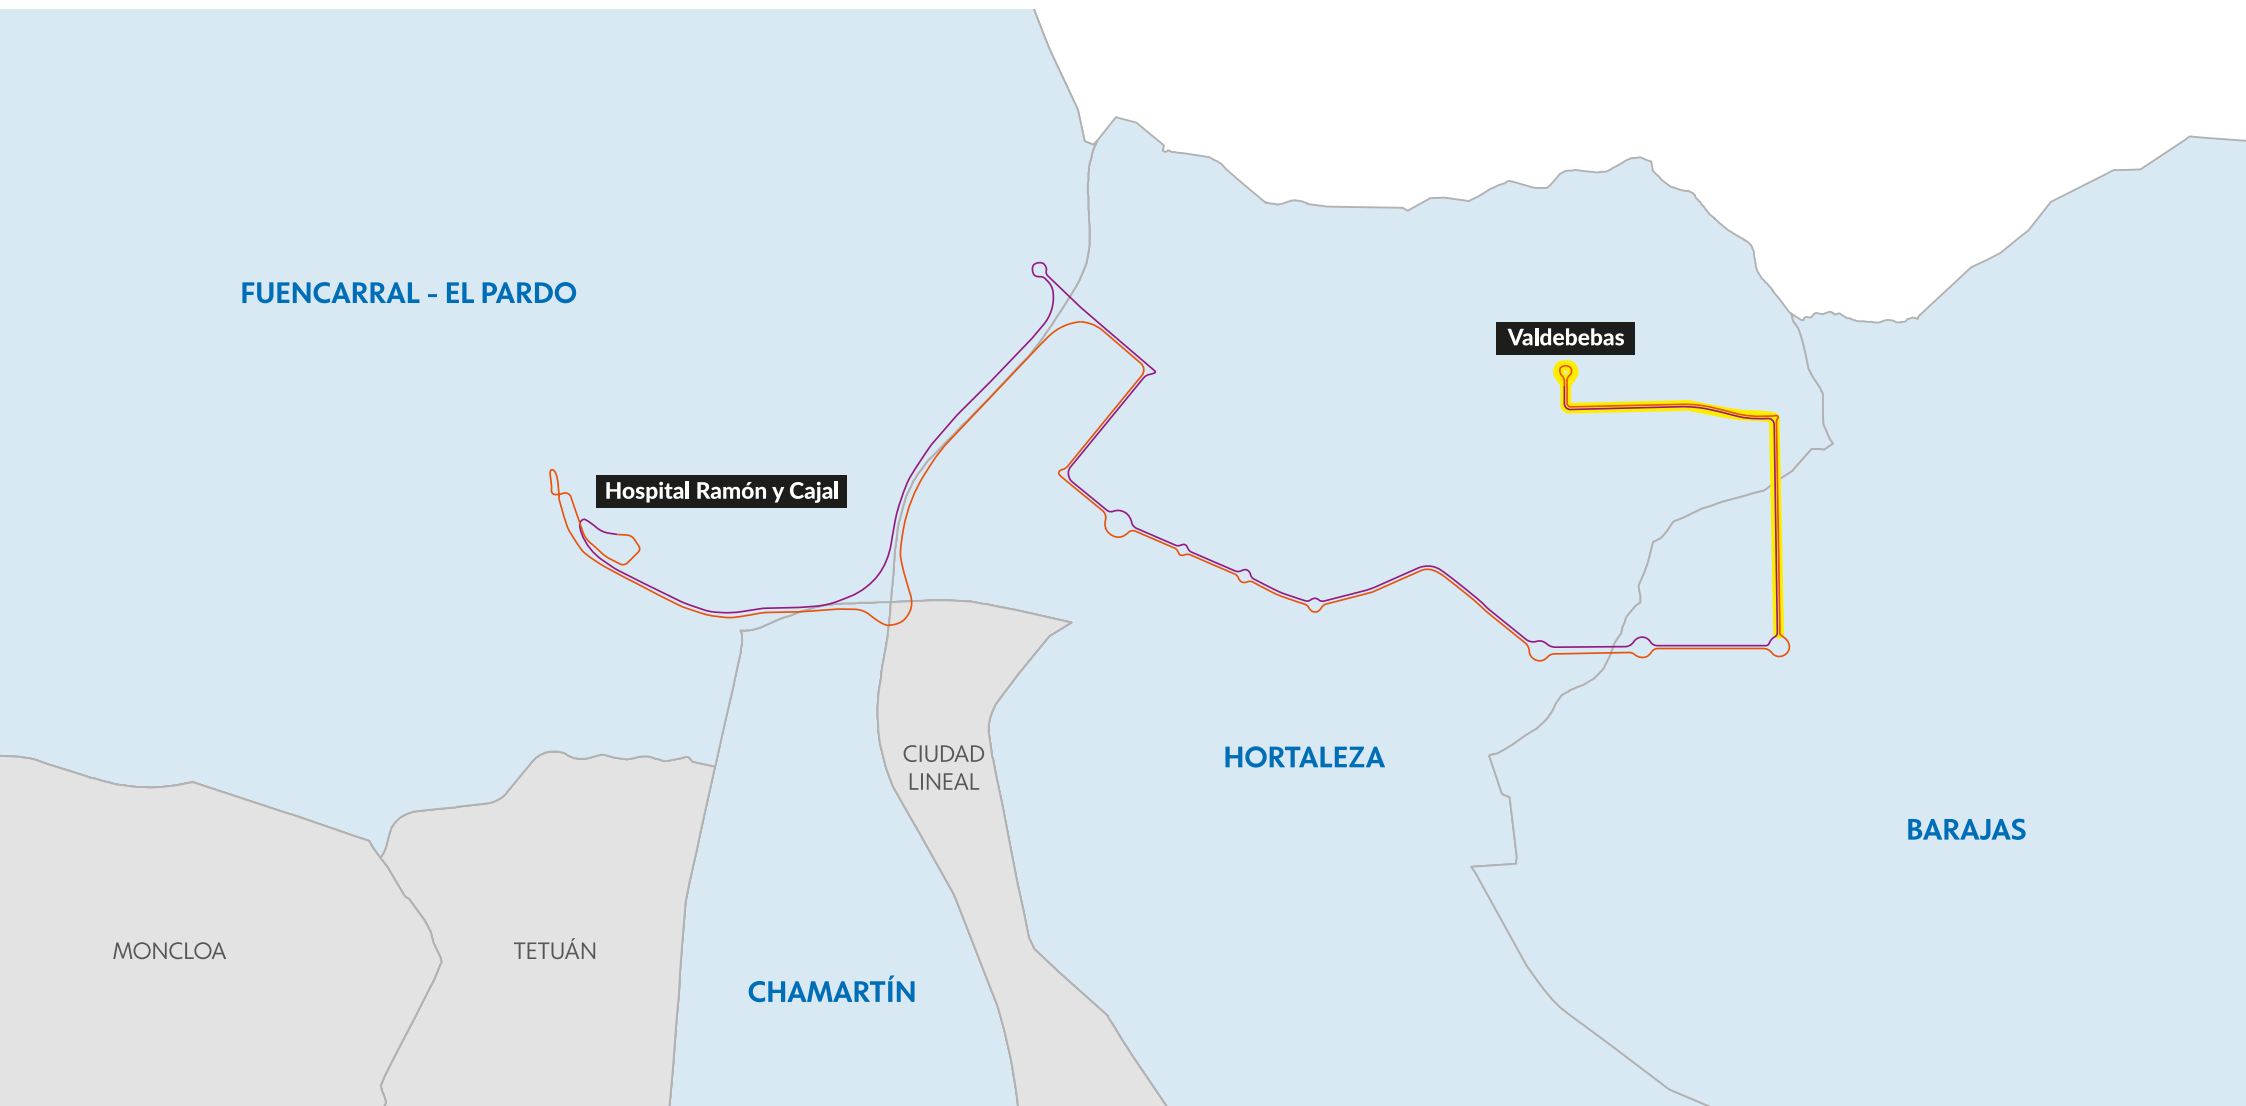 FUENCARRAL - EL PARDO
Valdebebas
Hospital Ramón y Cajal
CIUDAD
LINEAL
HORTALEZA
BARAJAS
MONCLOA
TETUÁN
CHAMARTÍN